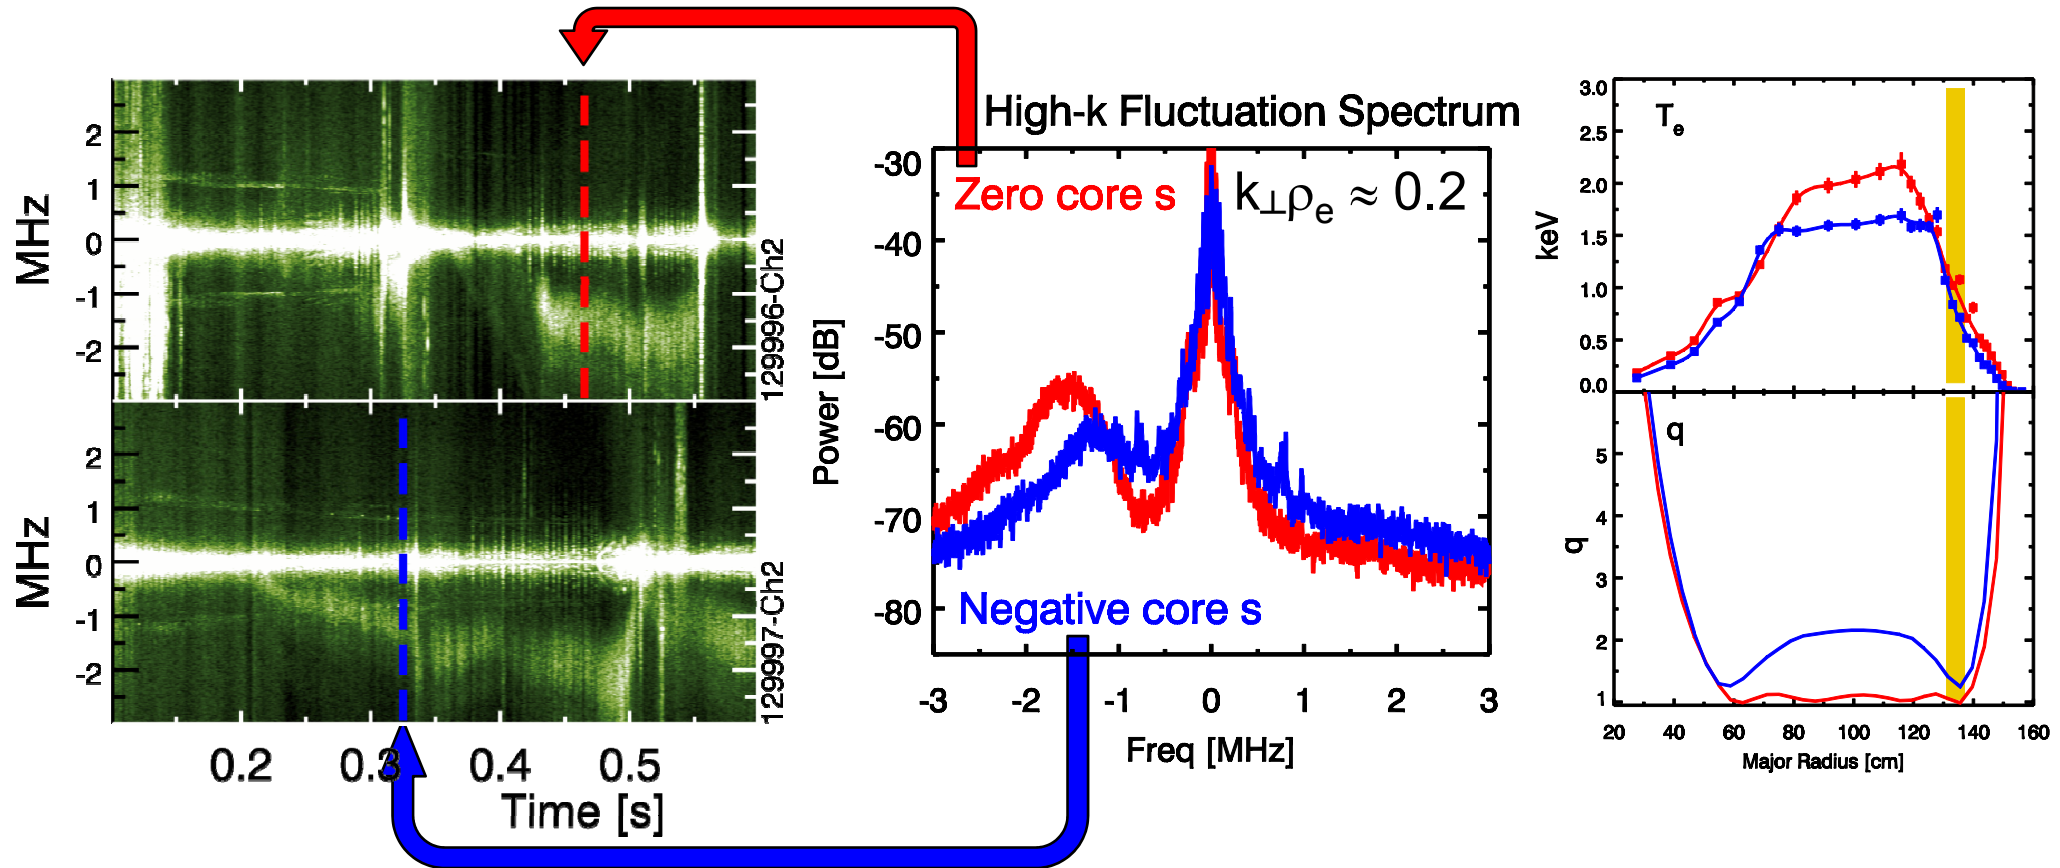 MHz
2
1
0
-1
-2
129996-Ch2
MHz
2
1
0
-1
-2
129997-Ch2
0.2
0.3
0.4
0.5
Time [s]
High-k Fluctuation Spectrum
Zero core s
k⊥ρe ≈ 0.2
Negative core s
Power [dB]
-30
-40
-50
-60
-70
-80
-3
-2
-1
0
1
2
3
Freq [MHz]
Te
keV
3.0
2.5
2.0
1.5
1.0
0.5
0.0
q
q
5
4
3
2
1
20
40
60
80
100
120
140
160
Major Radius [cm]